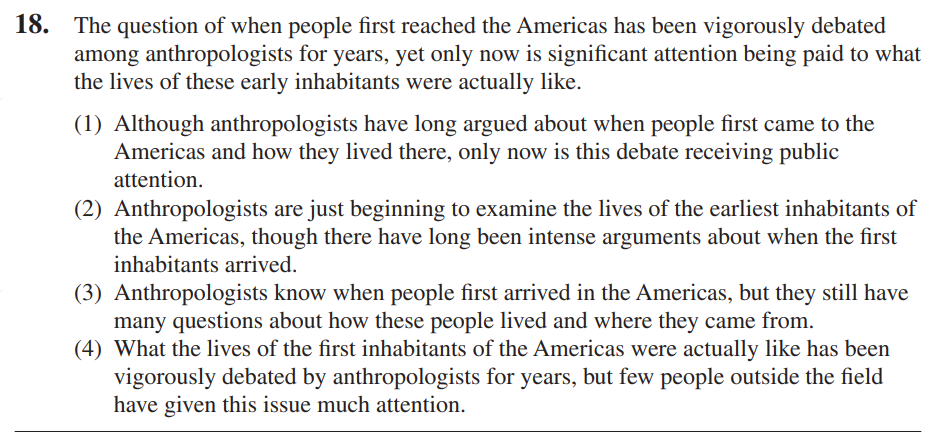 18. The question of when people first reached the Americas has been vigorously debated
among anthropologists for years, yet only now is significant attention being paid to what
the lives of these early inhabitants were actually like.
(1) Although anthropologists have long argued about when people first came to the
Americas and how they lived there, only now is this debate receiving public
attention.
(2) Anthropologists are just beginning to examine the lives of the earliest inhabitants of
the Americas, though there have long been intense arguments about when the first
inhabitants arrived.
(3) Anthropologists know when people first arrived in the Americas, but they still have
many questions about how these people lived and where they came from.
(4) What the lives of the first inhabitants of the Americas were actually like has been
vigorously debated by anthropologists for years, but few people outside the field
have given this issue much attention.